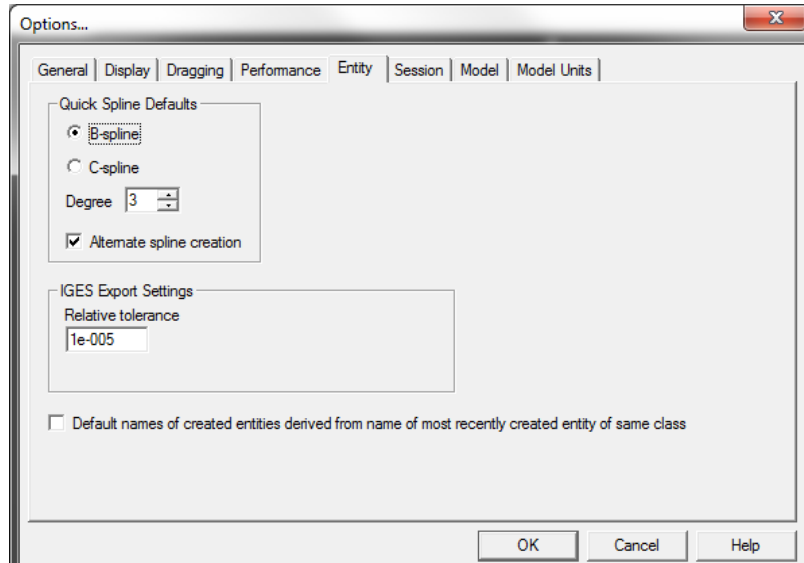 Options...
General Display Dragging Performance Entity Session Model Model Units
Quick Spline Defaults
B-spline
C-spline
Degree 3
Alternate spline creation
IGES Export Settings
Relative tolerance
1e-005
Default names of created entities derived from name of most recently created entity of same class
OK Cancel Help